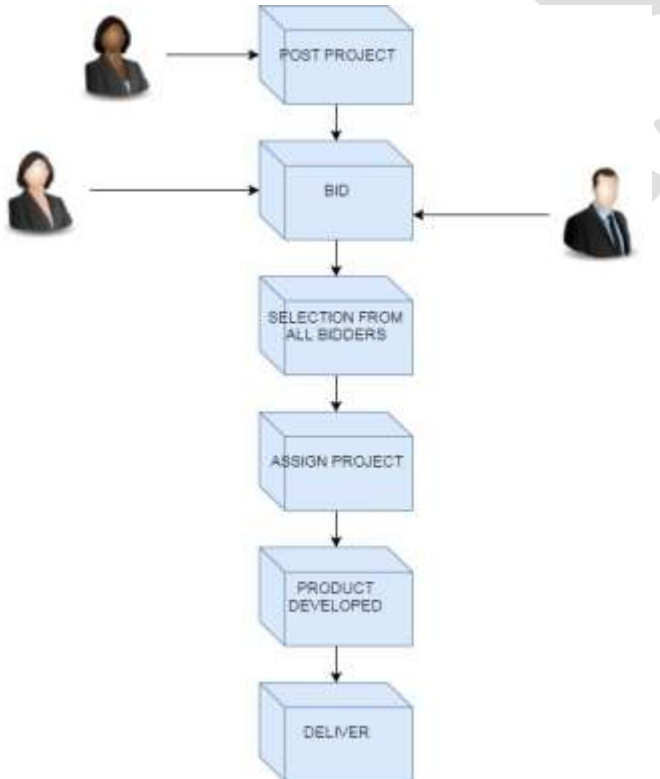 POST PROJECT
BID
SELECTION FROM
ALL BIDDERS
ASSIGN PROJECT
PRODUCT
DEVELOPED
DELIVER